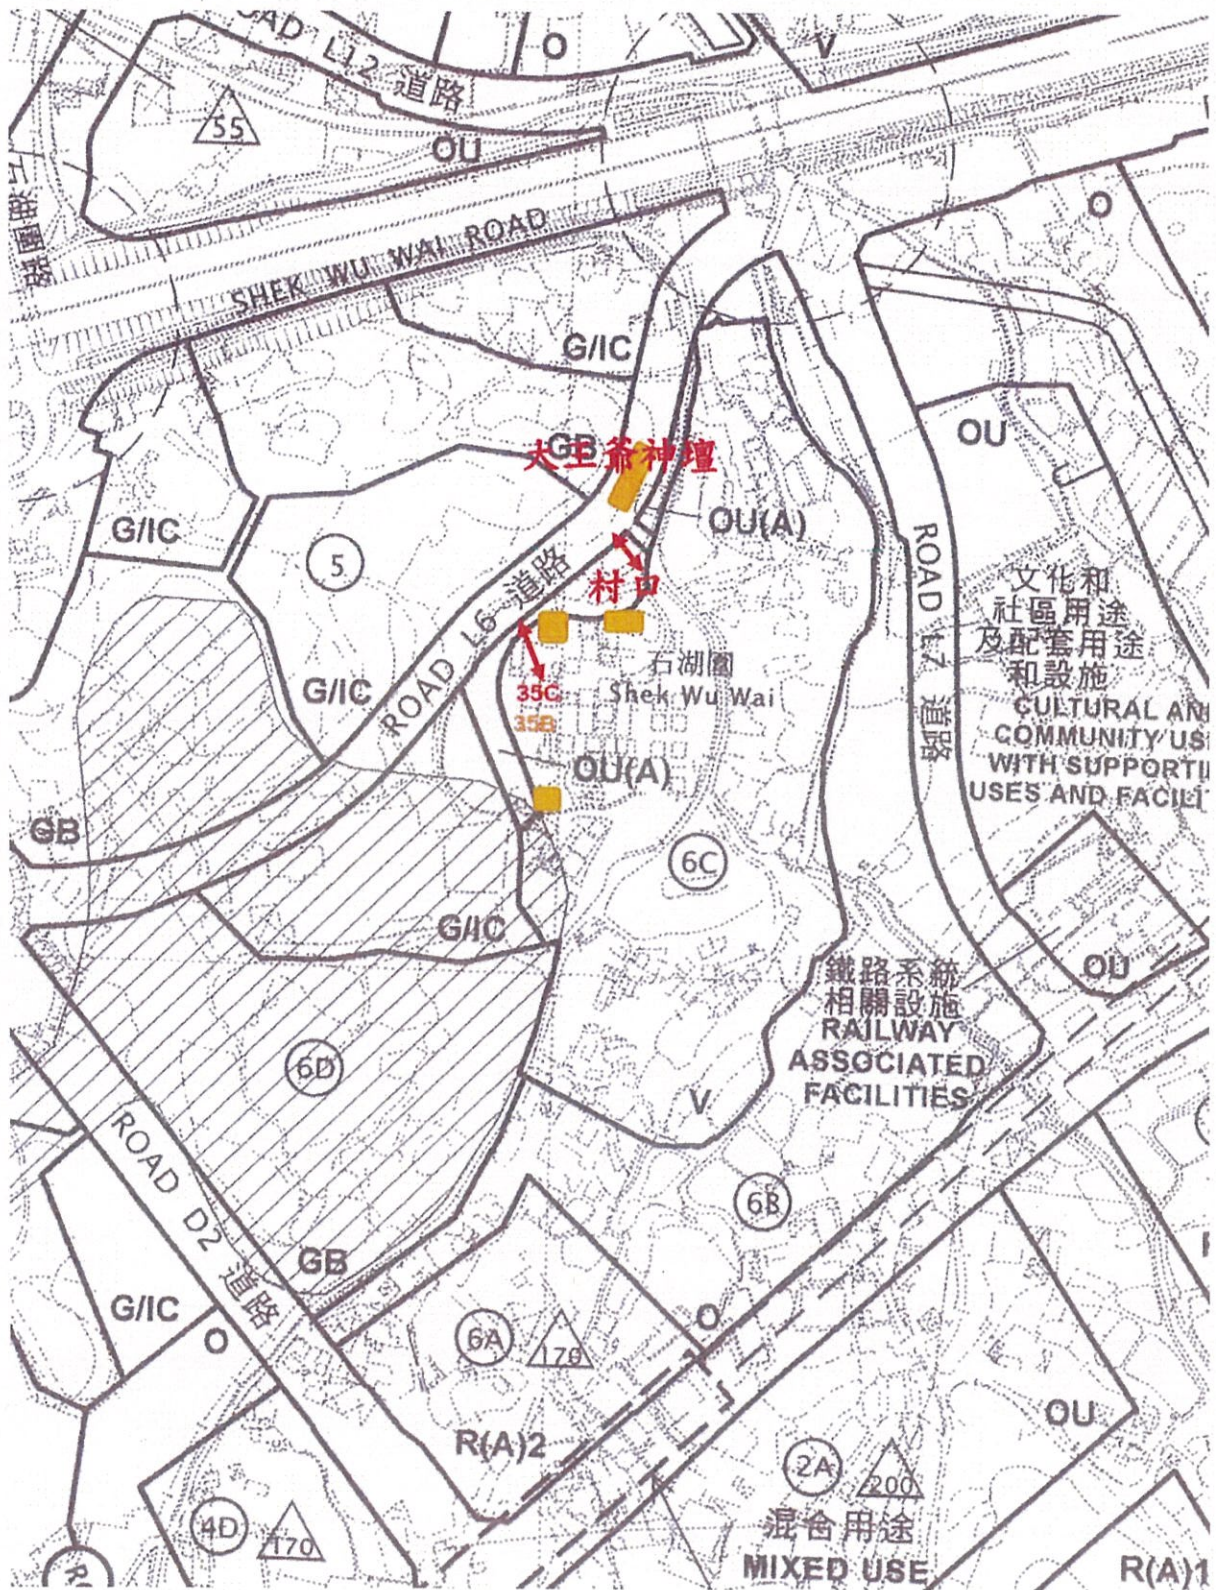 ROAD L12 道路
O
V
55
OU
O
SHEK WU WAI ROAD
G/IC
OU
GB
大王爺神壇
G/IC
OU(A)
5
ROAD L6 道路
村口
ROAD L7 道路
文化和
社區用途
及配套用途
和設施
CULTURAL AN
COMMUNITY US
WITH SUPPORTI
USES AND FACILIT
石湖圍
Shek Wu Wai
G/IC
35C
35B
OU(A)
GB
6C
G/IC
OU
鐵路系統
相關設施
RAILWAY
ASSOCIATED
FACILITIES
6D
V
ROAD D2 道路
6B
GB
G/IC
O
6A
170
O
R(A)2
OU
2A
200
混合用途
MIXED USE
4D
170
R(A)1